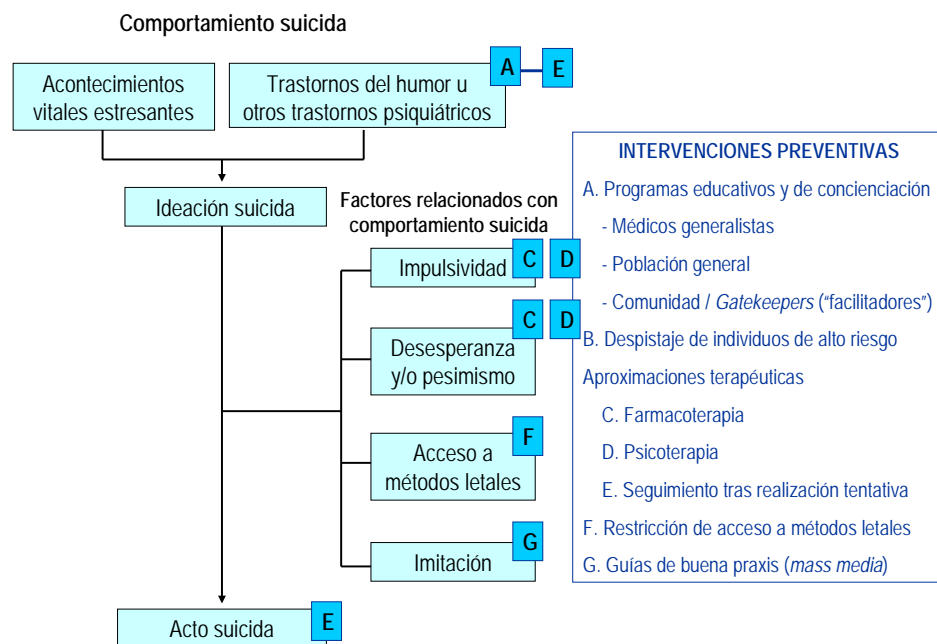 Comportamiento suicida
A
E
Acontecimientos
vitales estresantes
Trastornos del humor u
otros trastornos psiquiátricos
Ideación suicida
Factores relacionados con
comportamiento suicida
C
D
Impulsividad
C
D
Desesperanza
y/o pesimismo
F
Acceso a
métodos letales
G
Imitación
E
Acto suicida
INTERVENCIONES PREVENTIVAS
A. Programas educativos y de concienciación
- Médicos generalistas
- Población general
- Comunidad / Gatekeepers (“facilitadores”)
B. Despistaje de individuos de alto riesgo
Aproximaciones terapéuticas
C. Farmacoterapia
D. Psicoterapia
E. Seguimiento tras realización tentativa
F. Restricción de acceso a métodos letales
G. Guías de buena praxis (mass media)